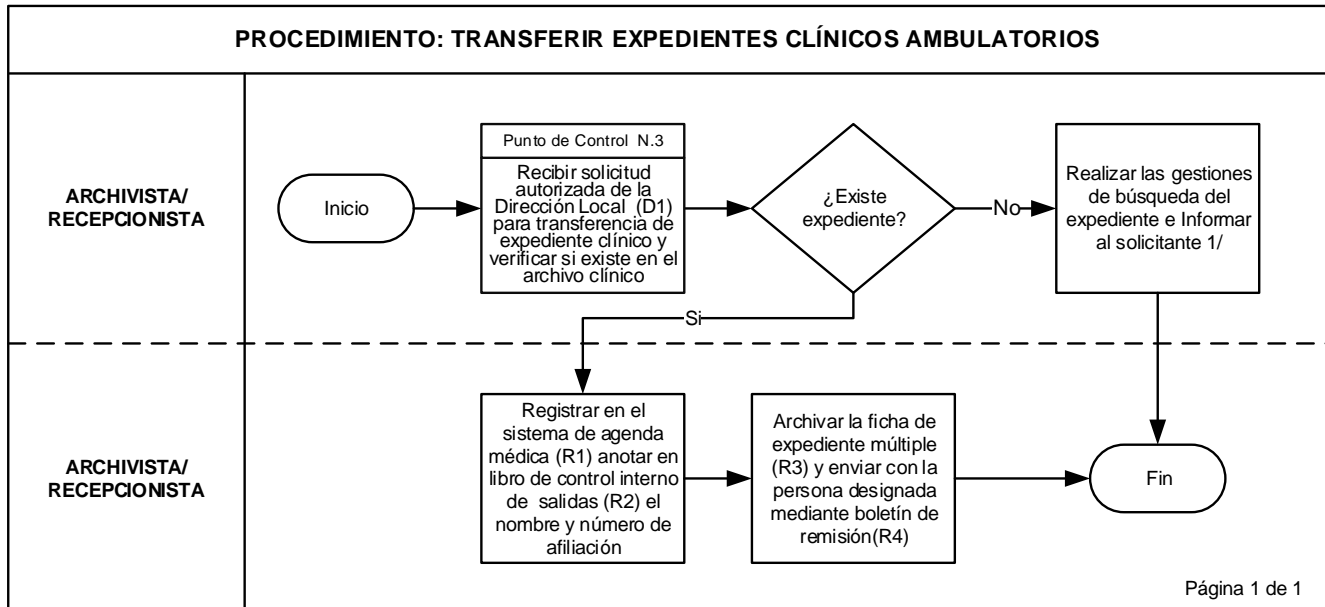 PROCEDIMIENTO: TRANSFERIR EXPEDIENTES CLÍNICOS AMBULATORIOS
ARCHIVISTA/
RECEPCIONISTA
Inicio
Punto de Control N.3
Recibir solicitud
autorizada de la
Dirección Local (D1)
para transferencia de
expediente clínico y
verificar si existe en el
archivo clínico
¿Existe
expediente?
No
Realizar las gestiones
de búsqueda del
expediente e Informar
al solicitante 1/
Si
ARCHIVISTA/
RECEPCIONISTA
Registrar en el
sistema de agenda
médica (R1) anotar en
libro de control interno
de salidas (R2) el
nombre y número de
afiliación
Archivar la ficha de
expediente múltiple
(R3) y enviar con la
persona designada
mediante boletín de
remisión(R4)
Fin
Página 1 de 1